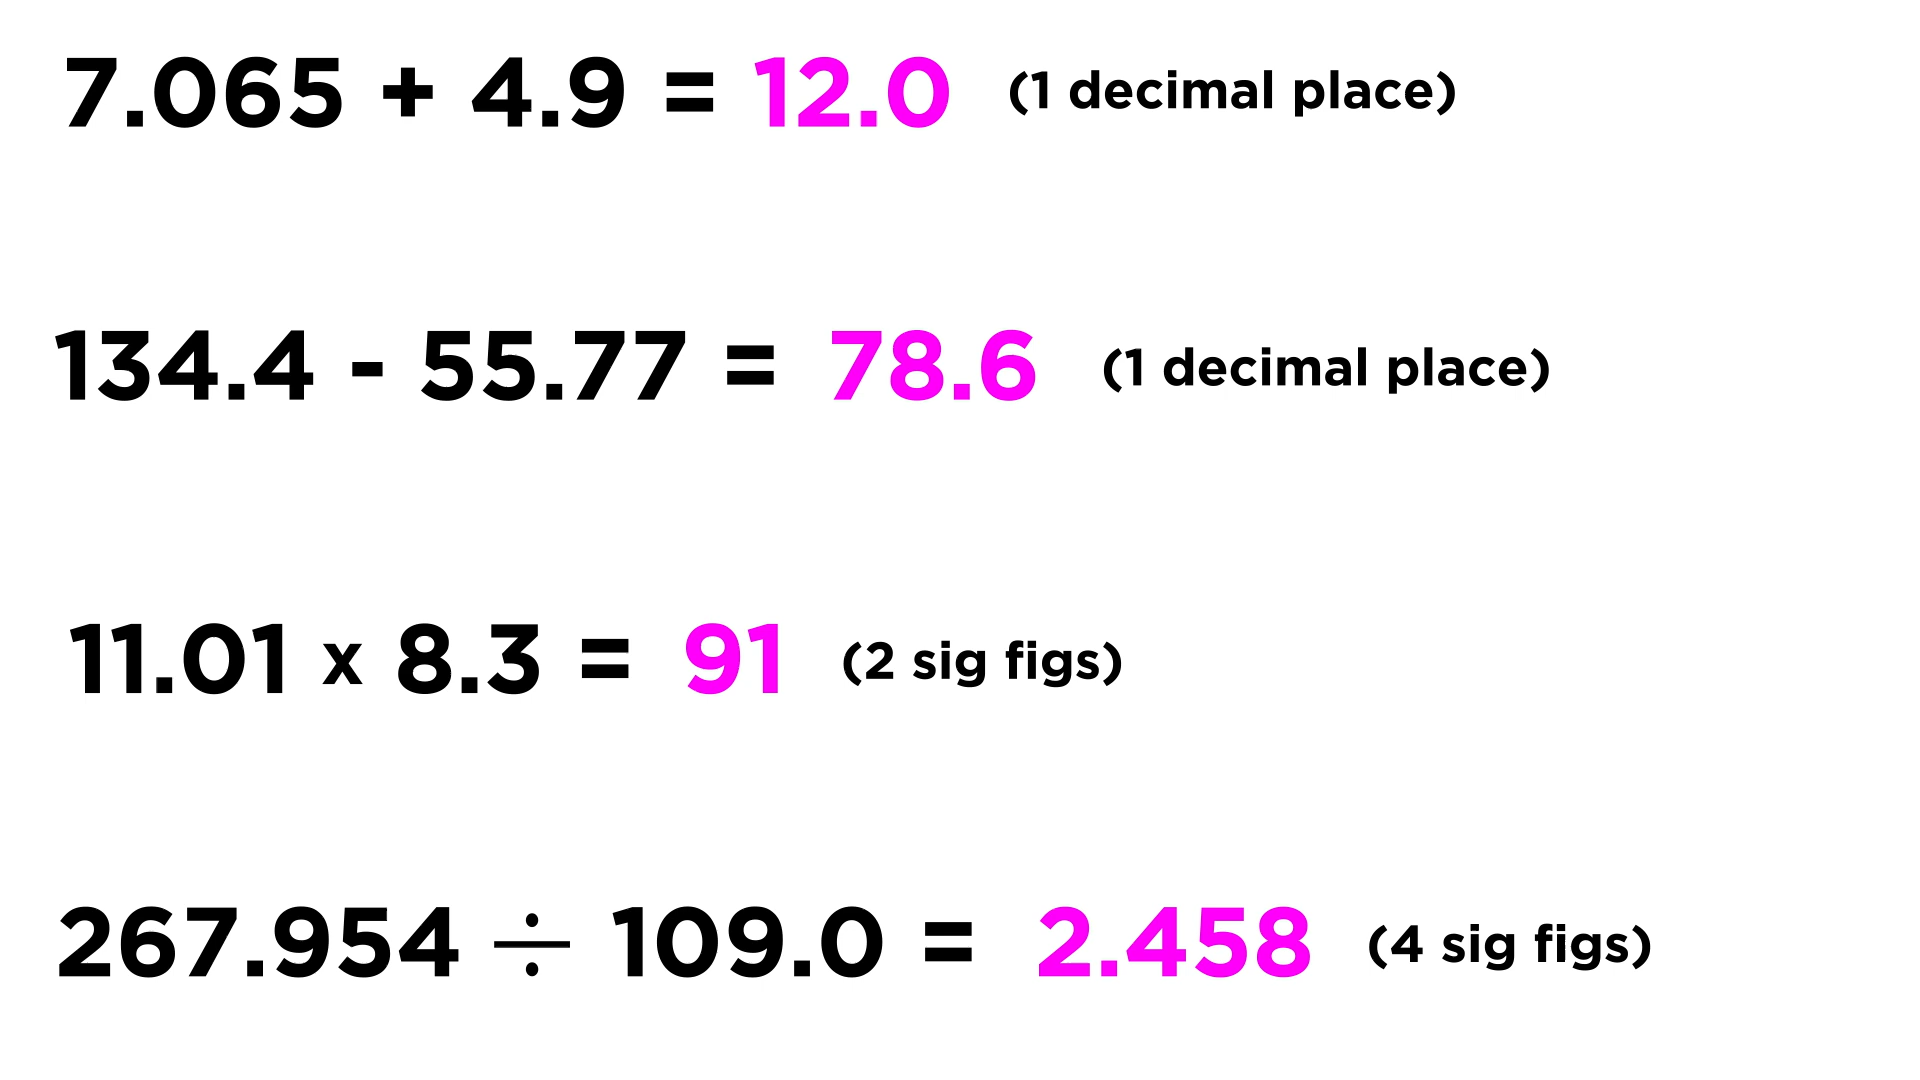 7.065 + 4.9 = 12.0 (1 decimal place)
134.4 - 55.77 = 78.6 (1 decimal place)
11.01 x 8.3 = 91 (2 sig figs)
267.954 ÷ 109.0 = 2.458 (4 sig figs)